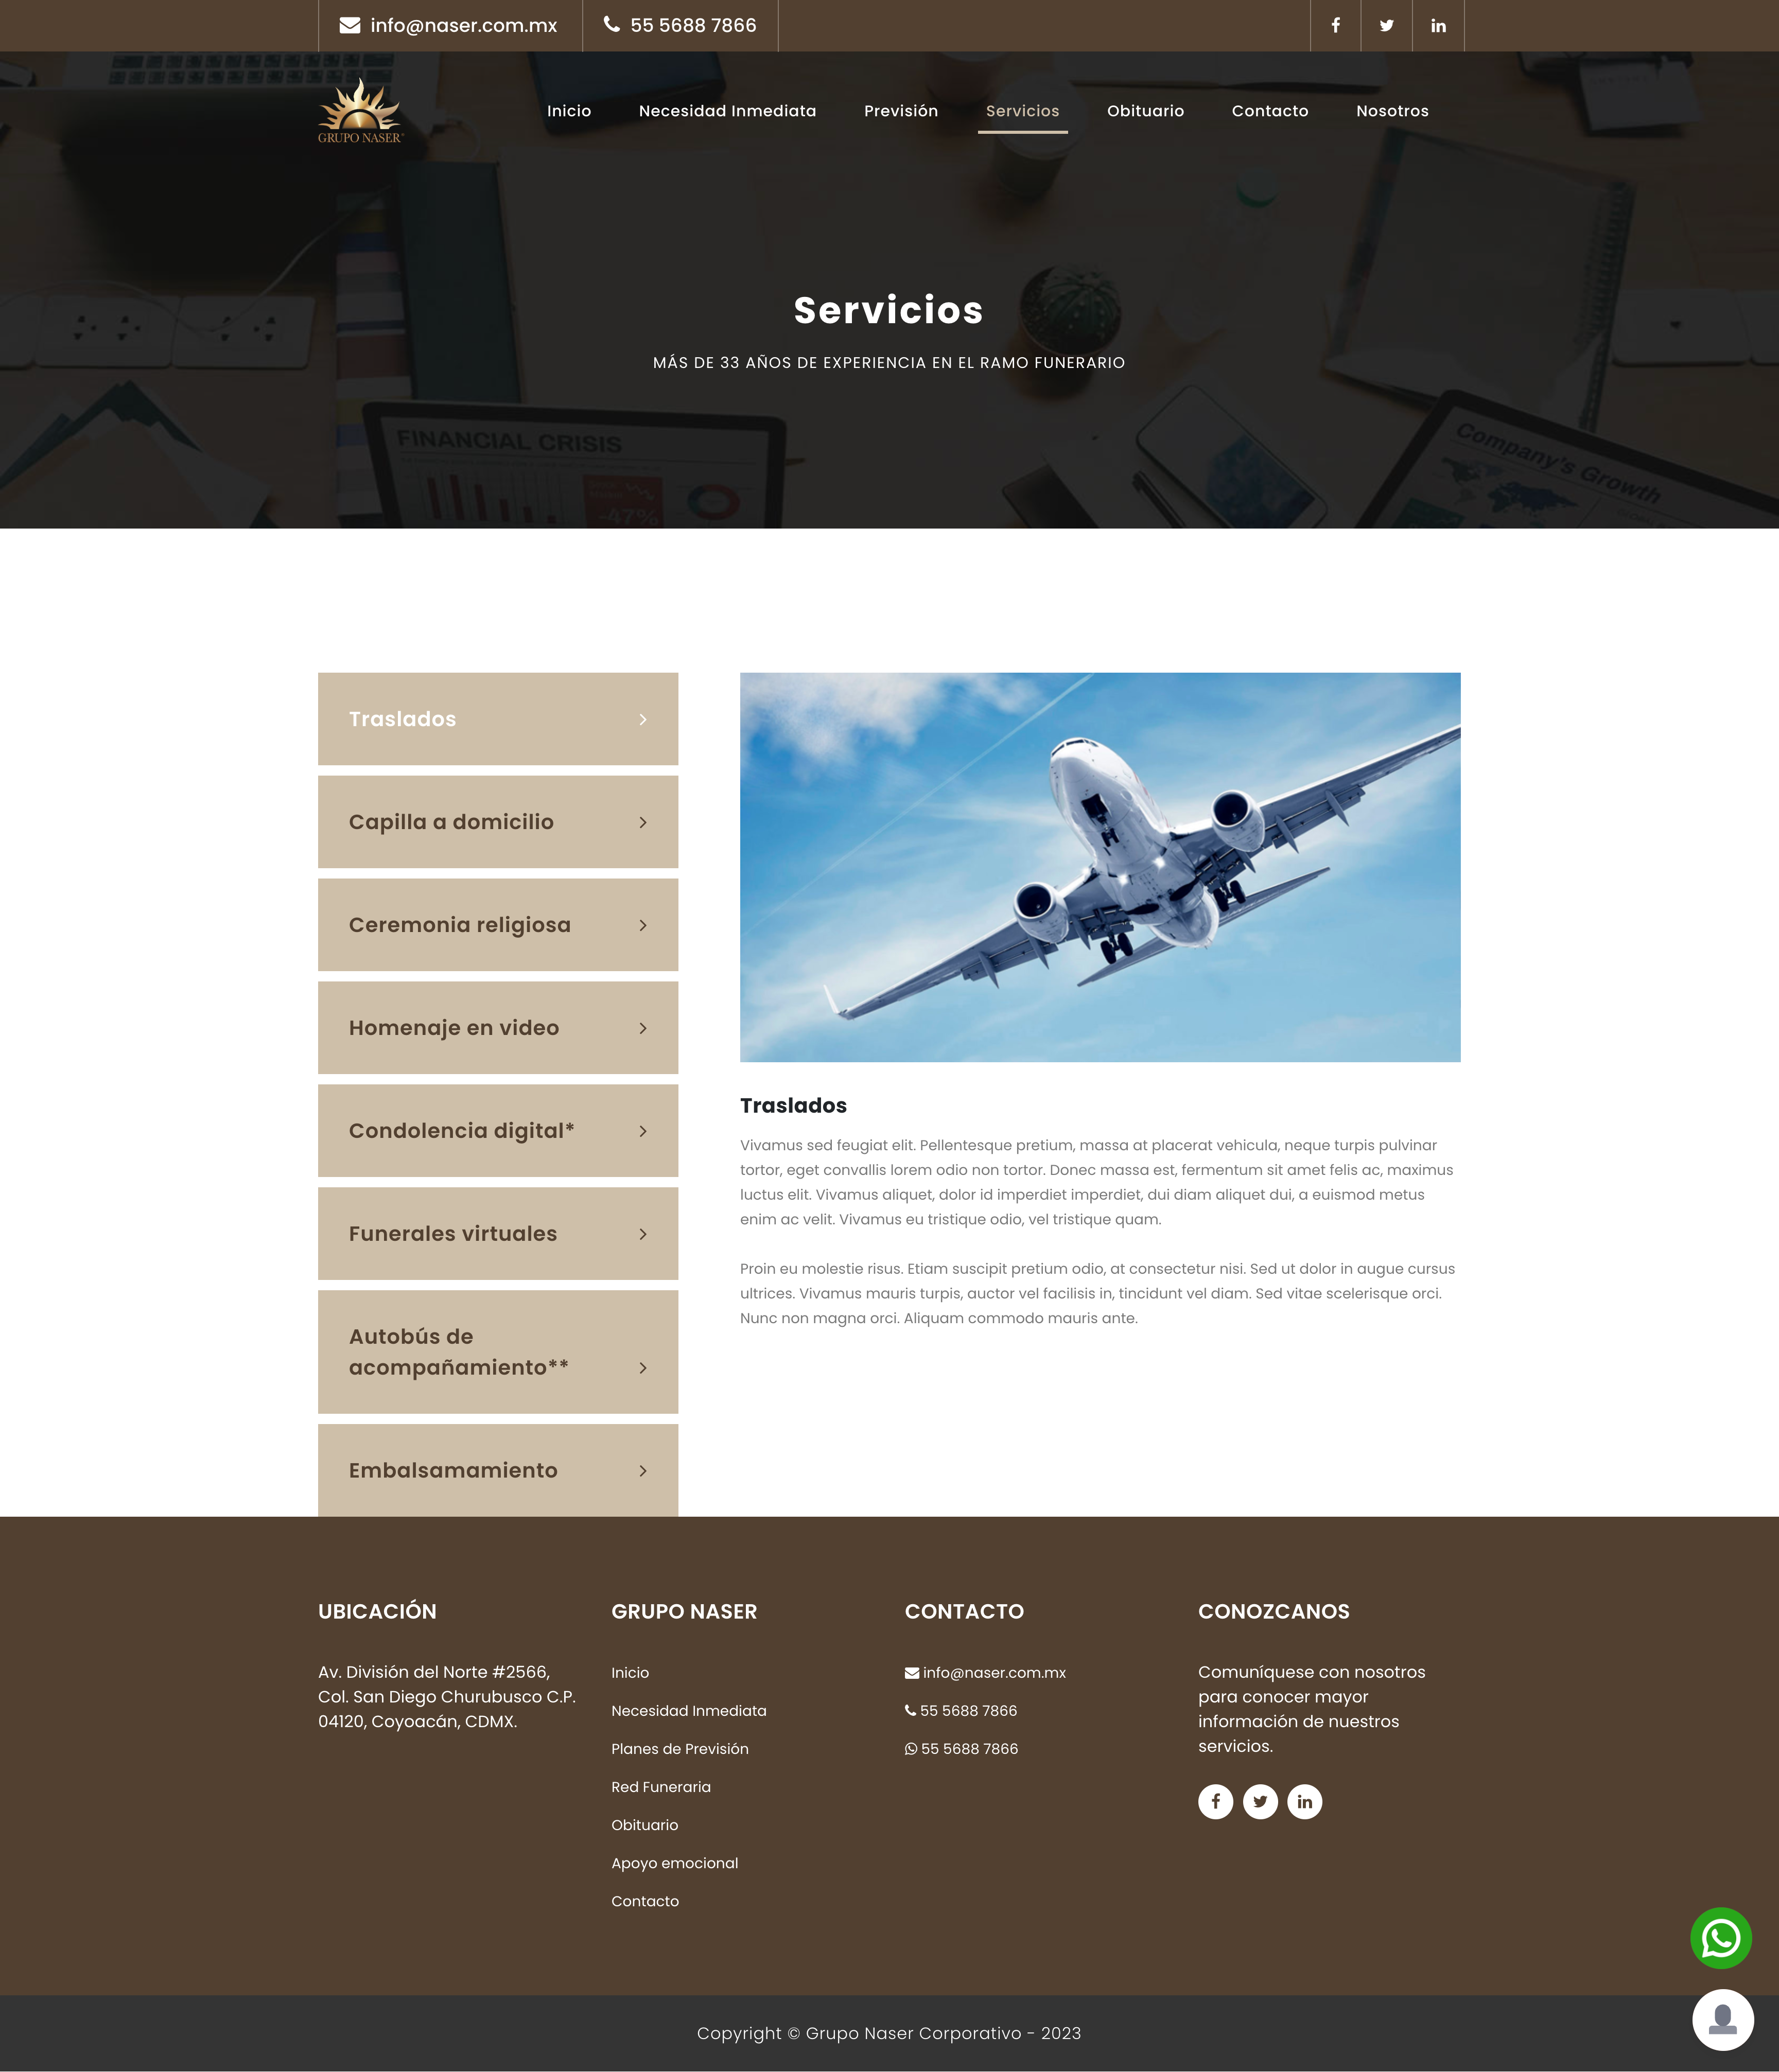 info@naser.com.mx
55 5688 7866
GRUPO NASER
Inicio
Necesidad Inmediata
Previsión
Servicios
Obituario
Contacto
Nosotros
Servicios
MÁS DE 33 AÑOS DE EXPERIENCIA EN EL RAMO FUNERARIO
FINANCIAL CRISIS
-47%
Company's Growth
Traslados
Capilla a domicilio
Ceremonia religiosa
Homenaje en video
Condolencia digital*
Funerales virtuales
Autobús de
acompañamiento**
Embalsamamiento
Traslados
Vivamus sed feugiat elit. Pellentesque pretium, massa at placerat vehicula, neque turpis pulvinar
tortor, eget convallis lorem odio non tortor. Donec massa est, fermentum sit amet felis ac, maximus
luctus elit. Vivamus aliquet, dolor id imperdiet imperdiet, dui diam aliquet dui, a euismod metus
enim ac velit. Vivamus eu tristique odio, vel tristique quam.
Proin eu molestie risus. Etiam suscipit pretium odio, at consectetur nisi. Sed ut dolor in augue cursus
ultrices. Vivamus mauris turpis, auctor vel facilisis in, tincidunt vel diam. Sed vitae scelerisque orci.
Nunc non magna orci. Aliquam commodo mauris ante.
UBICACIÓN
Av. División del Norte #2566,
Col. San Diego Churubusco C.P.
04120, Coyoacán, CDMX.
GRUPO NASER
Inicio
Necesidad Inmediata
Planes de Previsión
Red Funeraria
Obituario
Apoyo emocional
Contacto
CONTACTO
info@naser.com.mx
55 5688 7866
55 5688 7866
CONOZCANOS
Comuníquese con nosotros
para conocer mayor
información de nuestros
servicios.
Copyright © Grupo Naser Corporativo - 2023